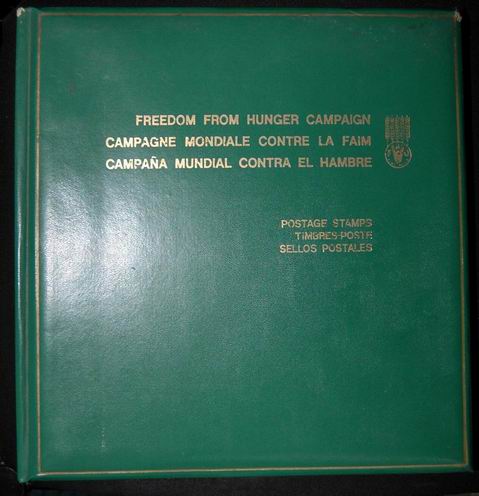 FREEDOM FROM HUNGER CAMPAIGN
CAMPAGNE MONDIALE CONTRE LA FAIM
CAMPAÑA MUNDIAL CONTRA EL HAMBRE
POSTAGE STAMPS
TIMBRES-POSTE
SELLOS POSTALES